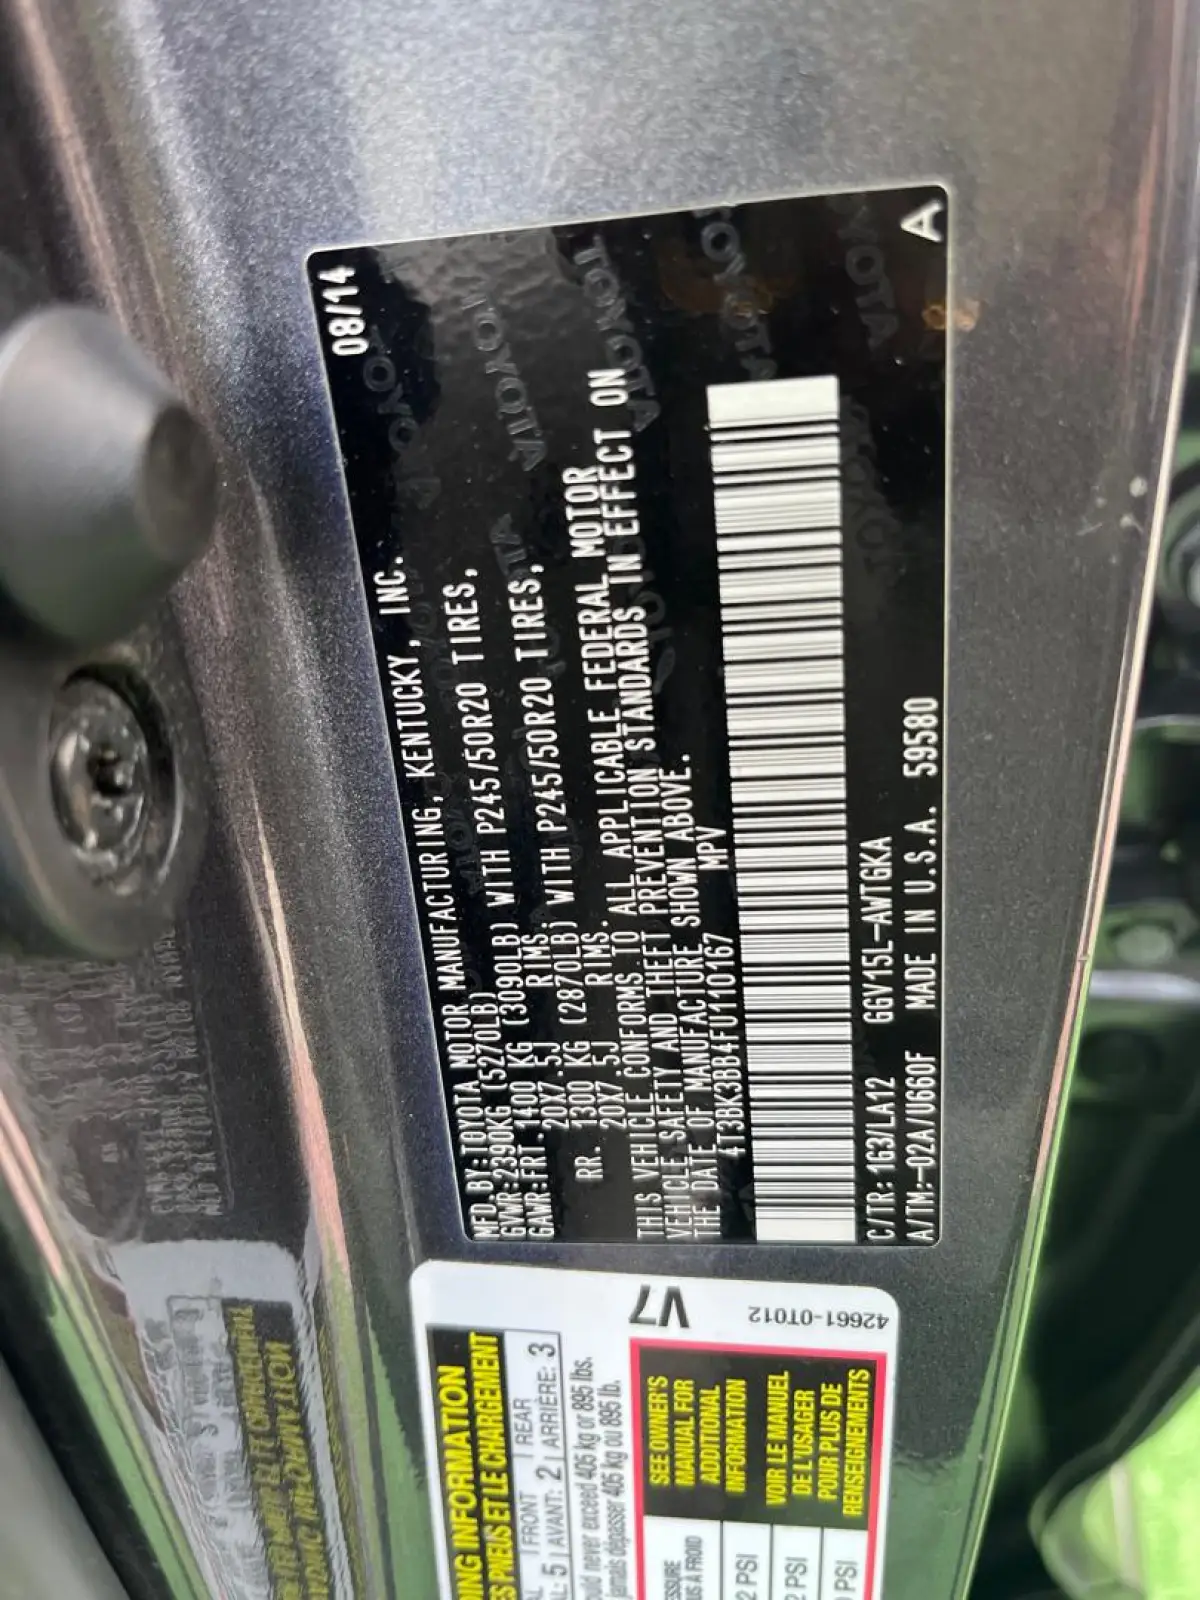 08/14
MFD.BY:TOYOTA MOTOR MANUFACTURING, KENTUCKY, INC.
GVWR:2390KG (5270LB)
GAWR:FRT.1400 KG (3090LB) WITH P245/50R20 TIRES,
20X7.5J RIMS.
RR. 1300 KG (2870LB) WITH P245/50R20 TIRES,
20X7.5J RIMS.
THIS VEHICLE CONFORMS TO ALL APPLICABLE FEDERAL MOTOR
VEHICLE SAFETY AND THEFT PREVENTION STANDARDS IN EFFECT ON
THE DATE OF MANUFACTURE SHOWN ABOVE.
4T3BK3BB4FU110167 MPV
C/TR: 1G3/LA12 GGV15L-AWTGKA
A/TM:-02A/U660F MADE IN U.S.A. 59580
A
V7
42661-0T012
INFORMATION
PNEUS ET LE CHARGEMENT
FRONT REAR
5 AVANT: 2 ARRIÈRE: 3
never exceed 405 kg or 895 lbs.
jamais dépasser 405 kg ou 895 lb.
SEE OWNER'S
MANUAL FOR
ADDITIONAL
INFORMATION
VOIR LE MANUEL
DE L'USAGER
POUR PLUS DE
RENSEIGMENTS
À FROID
PSI
PSI
PSI